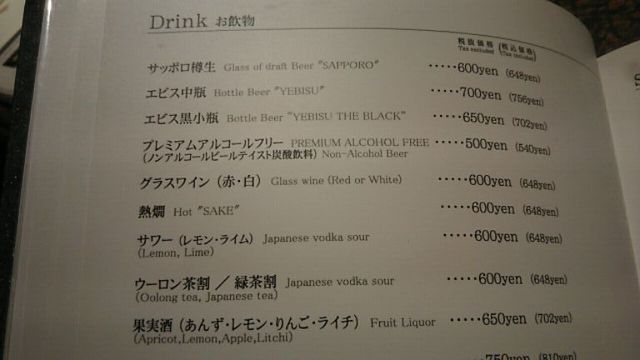 Drink お飲物
税抜価格 (税込価格)
Tax excluded (Tax included)
サッポロ樽生 Glass of draft Beer "SAPPORO" ・・・・・600yen (648yen)
エビス中瓶 Bottle Beer "YEBISU" ・・・・・700yen (756yen)
エビス黒小瓶 Bottle Beer "YEBISU THE BLACK" ・・・・・650yen (702yen)
プレミアムアルコールフリー PREMIUM ALCOHOL FREE ・・・・・500yen (540yen)
(ノンアルコールビールテイスト炭酸飲料) Non-Alcohol Beer
グラスワイン (赤・白) Glass wine (Red or White) ・・・・・600yen (648yen)
熱燗 Hot "SAKE" ・・・・・600yen (648yen)
サワー (レモン・ライム) Japanese vodka sour ・・・・・600yen (648yen)
(Lemon, Lime)
ウーロン茶割 / 緑茶割 Japanese vodka sour ・・・・・600yen (648yen)
(Oolong tea, Japanese tea)
果実酒 (あんず・レモン・りんご・ライチ) Fruit Liquor ・・・・・650yen (702yen)
(Apricot,Lemon,Apple,Litchi)
750yen (810yen)